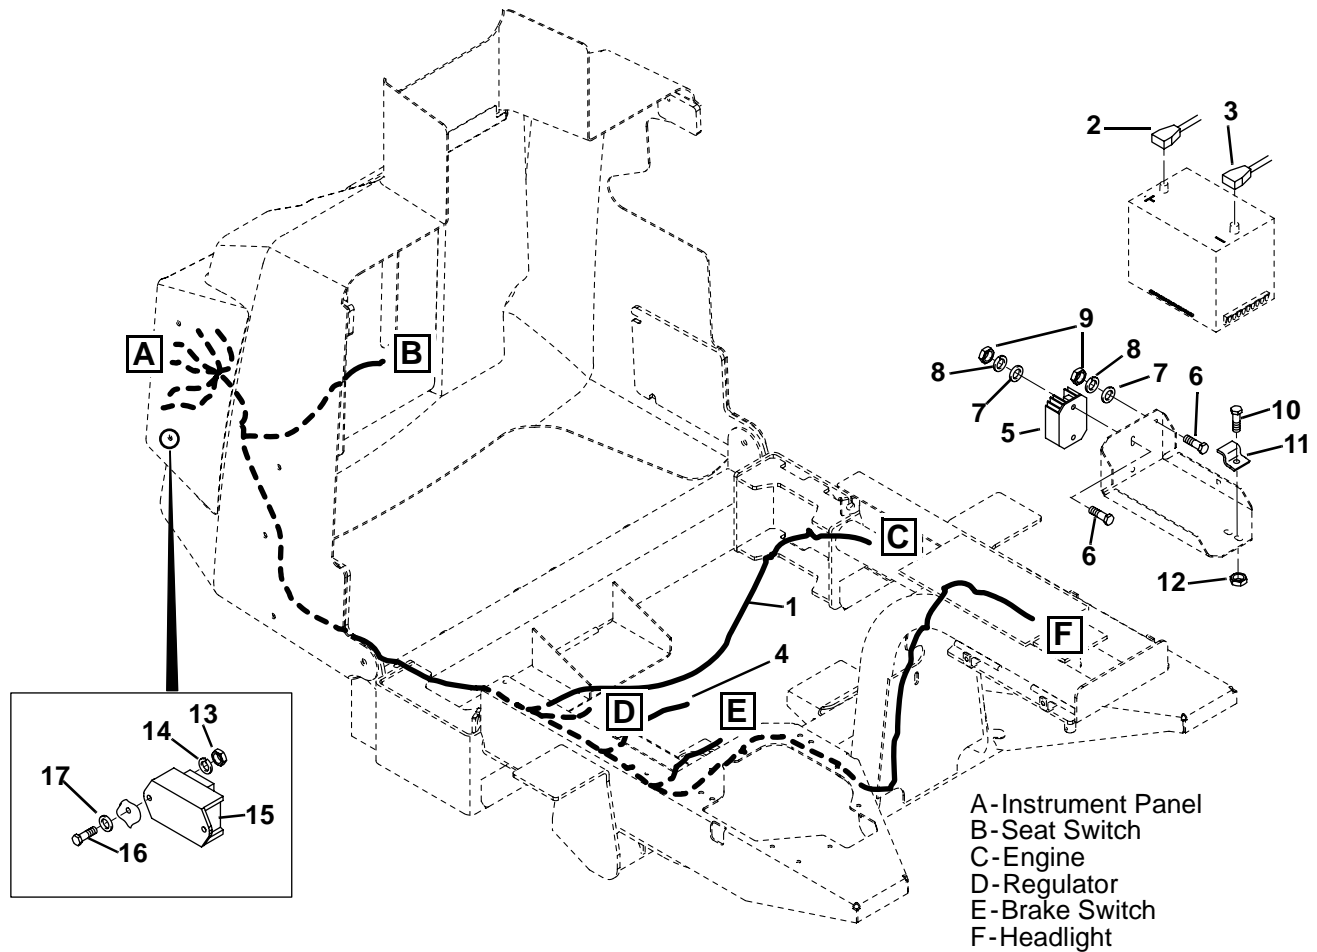 2
3
+
-
A
B
9
8
8
7
7
6
5
10
11
6
12
C
1
F
4
D
E
13
14
17
15
16
A-Instrument Panel
B-Seat Switch
C-Engine
D-Regulator
E-Brake Switch
F-Headlight